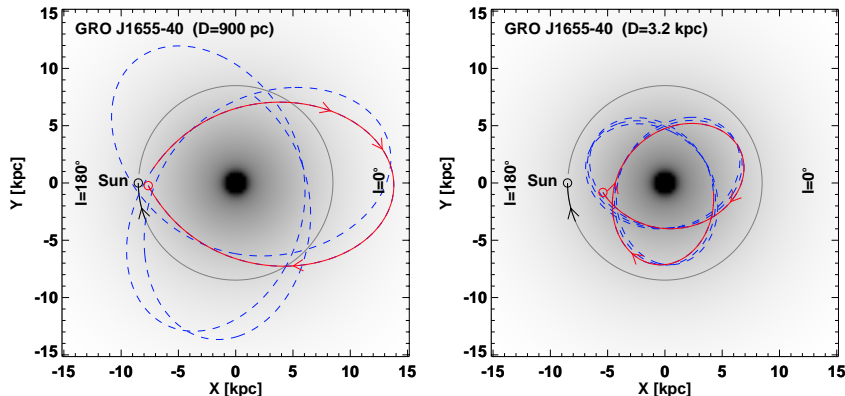 GRO J1655-40 (D=900 pc)
15
10
5
0
-5
-10
-15
Y [kpc]
l=180°
Sun
l=0°
-15 -10 -5 0 5 10 15
X [kpc]
GRO J1655-40 (D=3.2 kpc)
15
10
5
0
-5
-10
-15
Y [kpc]
l=180°
Sun
l=0°
-15 -10 -5 0 5 10 15
X [kpc]